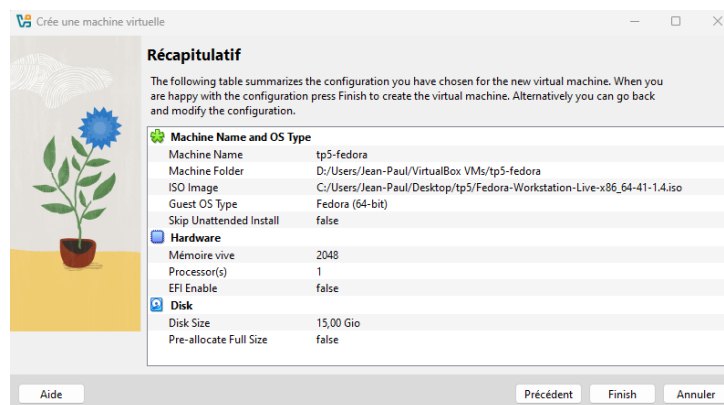 Crée une machine virtuelle
Récapitulatif
The following table summarizes the configuration you have chosen for the new virtual machine. When you
are happy with the configuration press Finish to create the virtual machine. Alternatively you can go back
and modify the configuration.
Machine Name and OS Type
Machine Name tp5-fedora
Machine Folder D:/Users/Jean-Paul/VirtualBox VMs/tp5-fedora
ISO Image C:/Users/Jean-Paul/Desktop/tp5/Fedora-Workstation-Live-x86_64-41-1.4.iso
Guest OS Type Fedora (64-bit)
Skip Unattended Install false
Hardware
Mémoire vive 2048
Processor(s) 1
EFI Enable false
Disk
Disk Size 15,00 Gio
Pre-allocate Full Size false
Aide Précédent Finish Annuler